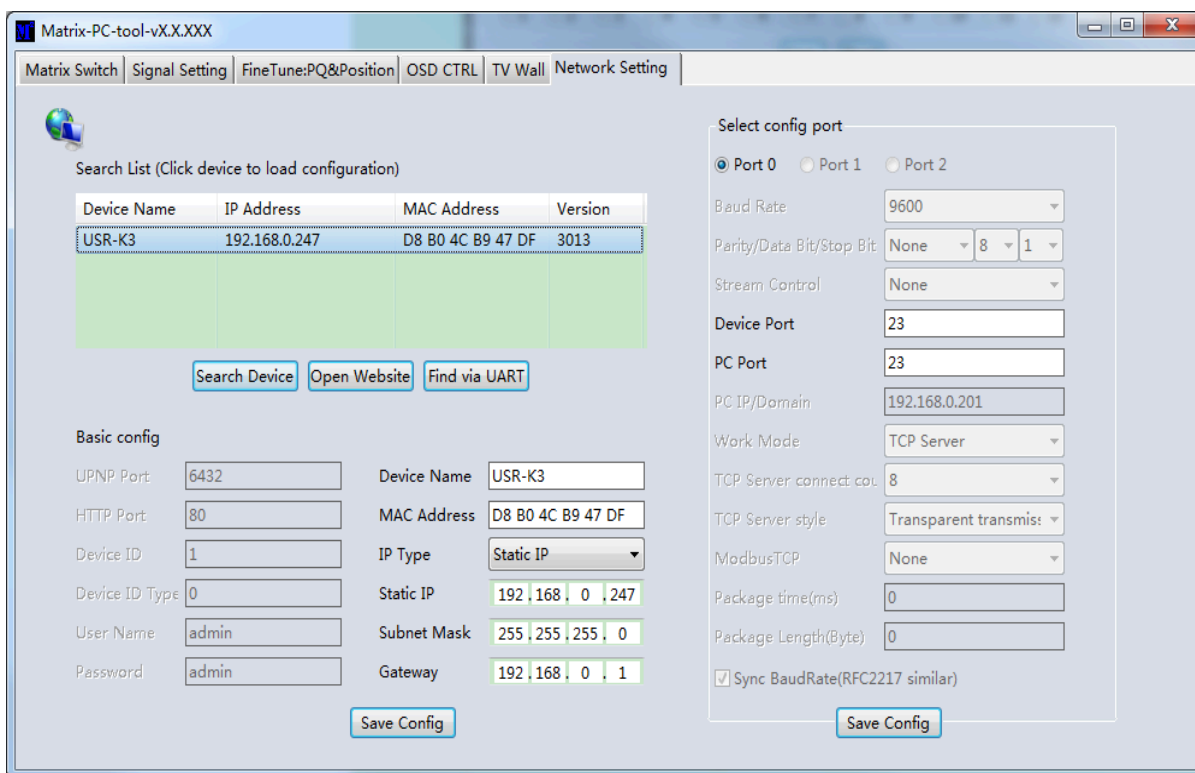 Matrix-PC-tool-vX.X.XXX
Matrix Switch Signal Setting FineTune:PQ&Position OSD CTRL TV Wall Network Setting
Search List (Click device to load configuration)
Device Name IP Address MAC Address Version
USR-K3 192.168.0.247 D8 B0 4C B9 47 DF 3013
Search Device Open Website Find via UART
Basic config
UPNP Port 6432 Device Name USR-K3
HTTP Port 80 MAC Address D8 B0 4C B9 47 DF
Device ID 1 IP Type Static IP
Device ID Type 0 Static IP 192 . 168 . 0 . 247
User Name admin Subnet Mask 255 . 255 . 255 . 0
Password admin Gateway 192 . 168 . 0 . 1
Save Config
Select config port
Port 0 Port 1 Port 2
Baud Rate 9600
Parity/Data Bit/Stop Bit None 8 1
Stream Control None
Device Port 23
PC Port 23
PC IP/Domain 192.168.0.201
Work Mode TCP Server
TCP Server connect cou 8
TCP Server style Transparent transmiss
ModbusTCP None
Package time(ms) 0
Package Length(Byte) 0
Sync BaudRate(RFC2217 similar)
Save Config